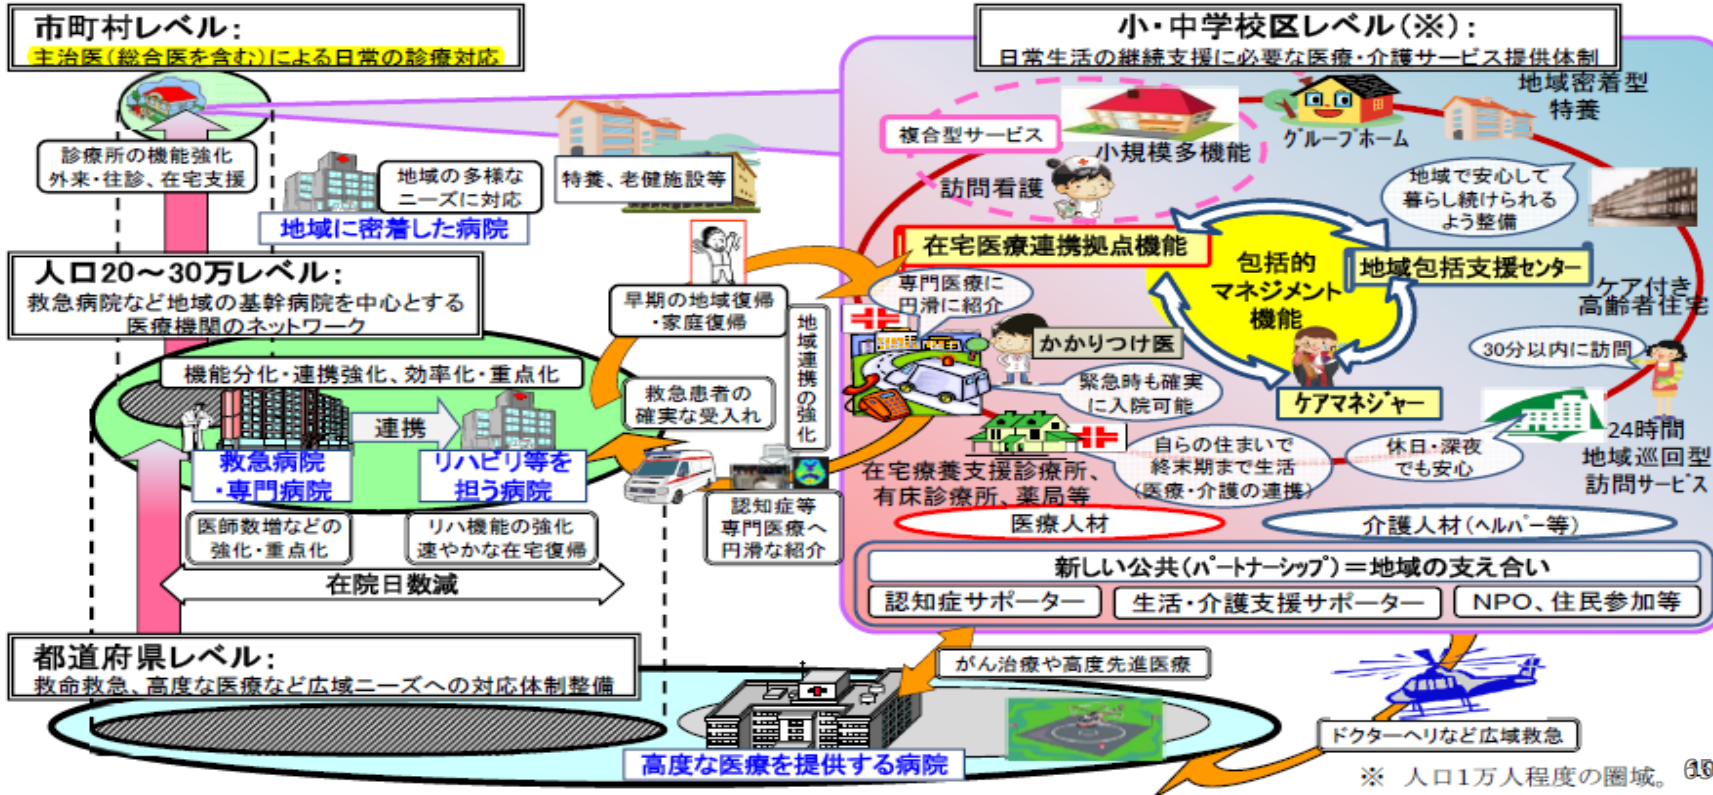 市町村レベル：
主治医（総合医を含む）による日常の診療対応
診療所の機能強化
外来・往診、在宅支援
地域の多様な
ニーズに対応
地域に密着した病院
特養、老健施設等
人口20～30万レベル：
救急病院など地域の基幹病院を中心とする
医療機関のネットワーク
機能分化・連携強化、効率化・重点化
連携
救急病院
・専門病院
リハビリ等を
担う病院
医師数増などの
強化・重点化
リハ機能の強化
速やかな在宅復帰
在院日数減
早期の地域復帰
・家庭復帰
救急患者の
確実な受入れ
地域連携の強化
認知症等
専門医療へ
円滑な紹介
都道府県レベル：
救命救急、高度な医療など広域ニーズへの対応体制整備
高度な医療を提供する病院
がん治療や高度先進医療
ドクターヘリなど広域救急
小・中学校区レベル（※）：
日常生活の継続支援に必要な医療・介護サービス提供体制
複合型サービス
小規模多機能
訪問看護
グループホーム
地域密着型
特養
地域で安心して
暮らし続けられる
よう整備
在宅医療連携拠点機能
包括的
マネジメント
機能
地域包括支援センター
ケア付き
高齢者住宅
専門医療に
円滑に紹介
かかりつけ医
緊急時も確実
に入院可能
ケアマネジャー
30分以内に訪問
24時間
地域巡回型
訪問サービス
休日・深夜
でも安心
自らの住まいで
終末期まで生活
（医療・介護の連携）
在宅療養支援診療所、
有床診療所、薬局等
医療人材
介護人材（ヘルパー等）
新しい公共（パートナーシップ）＝地域の支え合い
認知症サポーター
生活・介護支援サポーター
NPO、住民参加等
※ 人口1万人程度の圏域。